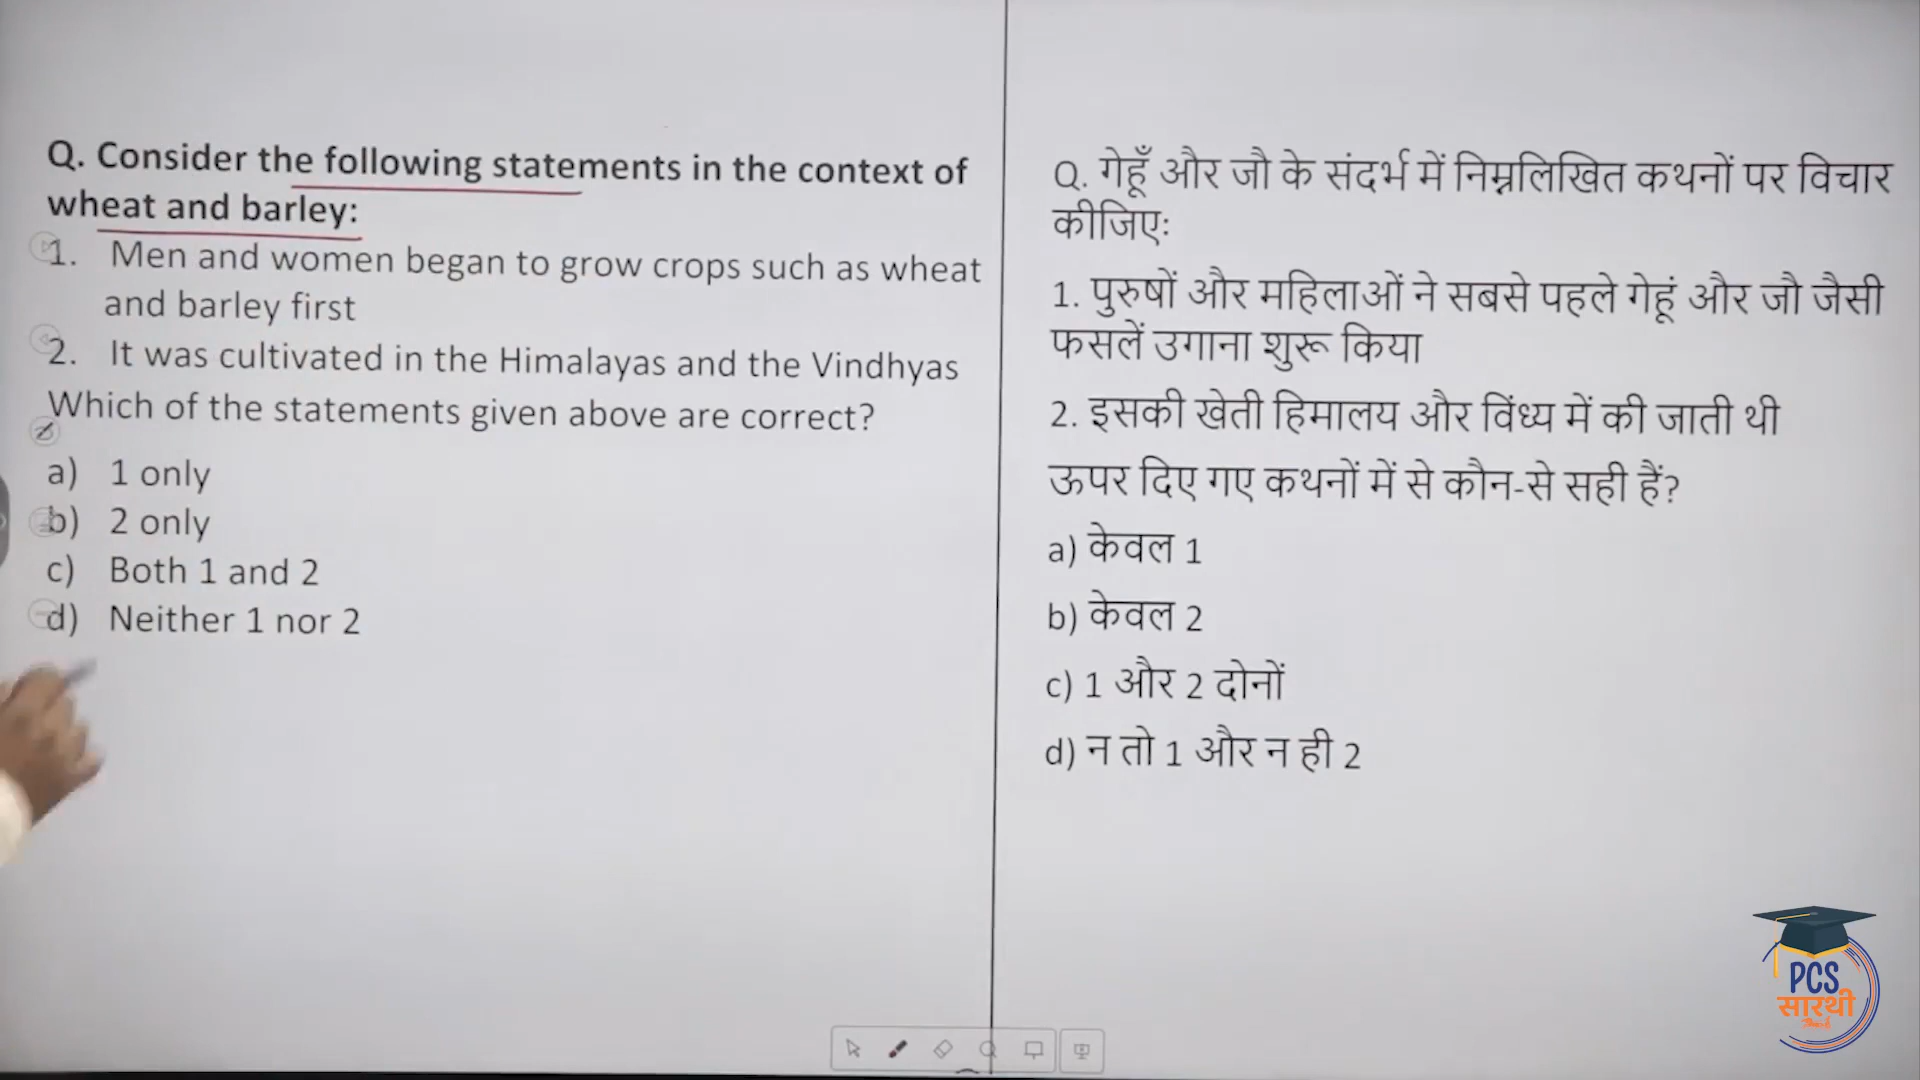 Q. Consider the following statements in the context of
wheat and barley:
1. Men and women began to grow crops such as wheat
and barley first
2. It was cultivated in the Himalayas and the Vindhyas
Which of the statements given above are correct?
a) 1 only
b) 2 only
c) Both 1 and 2
d) Neither 1 nor 2
Q. गेहूँ और जौ के संदर्भ में निम्नलिखित कथनों पर विचार
कीजिए:
1. पुरुषों और महिलाओं ने सबसे पहले गेहूं और जौ जैसी
फसलें उगाना शुरू किया
2. इसकी खेती हिमालय और विंध्य में की जाती थी
ऊपर दिए गए कथनों में से कौन-से सही हैं?
a) केवल 1
b) केवल 2
c) 1 और 2 दोनों
d) न तो 1 और न ही 2
PCS
सारथी